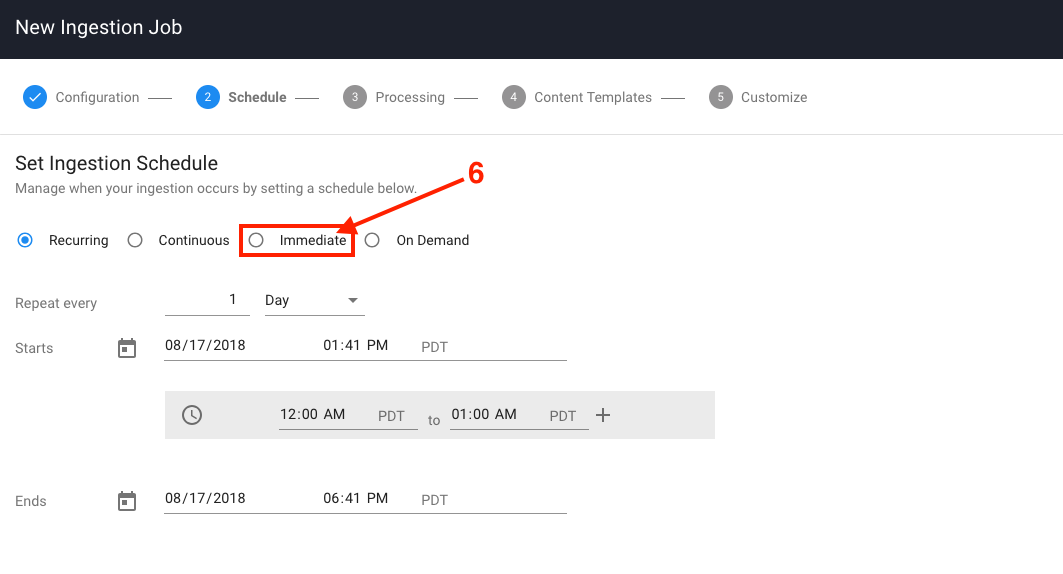 New Ingestion Job
Configuration 2 Schedule 3 Processing 4 Content Templates 5 Customize
Set Ingestion Schedule
6
Manage when your ingestion occurs by setting a schedule below.
Recurring Continuous Immediate On Demand
Repeat every 1 Day
Starts 08/17/2018 01:41 PM PDT
12:00 AM PDT to 01:00 AM PDT
Ends 08/17/2018 06:41 PM PDT